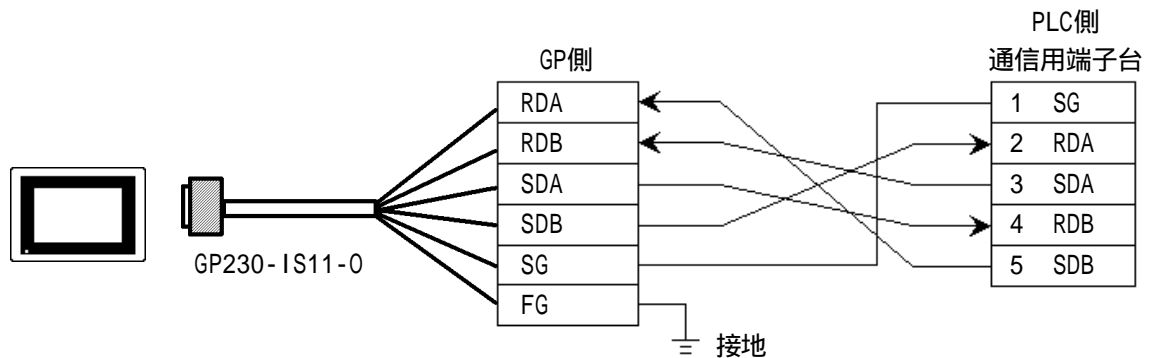 PLC側
通信用端子台
GP側
RDA
RDB
SDA
SDB
SG
FG
1 SG
2 RDA
3 SDA
4 RDB
5 SDB
GP230-IS11-O
接地